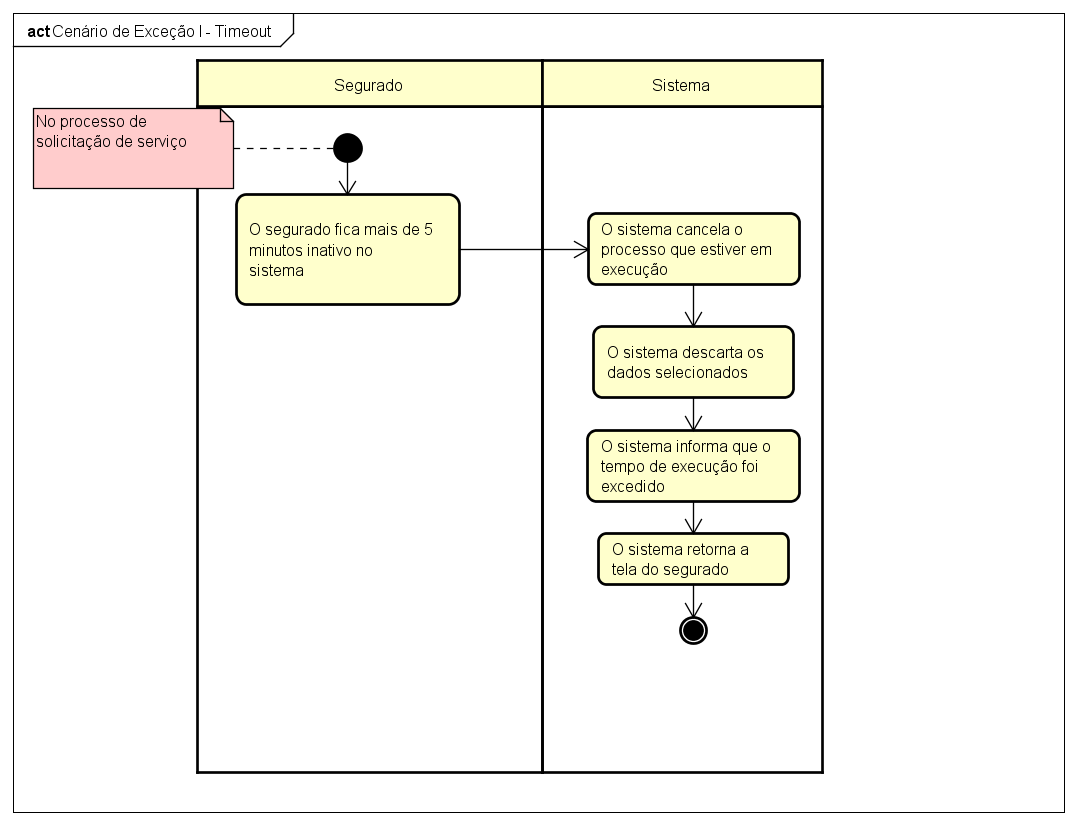 act Cenário de Exceção I - Timeout
Segurado
Sistema
No processo de
solicitação de serviço
O segurado fica mais de 5
minutos inativo no
sistema
O sistema cancela o
processo que estiver em
execução
O sistema descarta os
dados selecionados
O sistema informa que o
tempo de execução foi
excedido
O sistema retorna a
tela do segurado